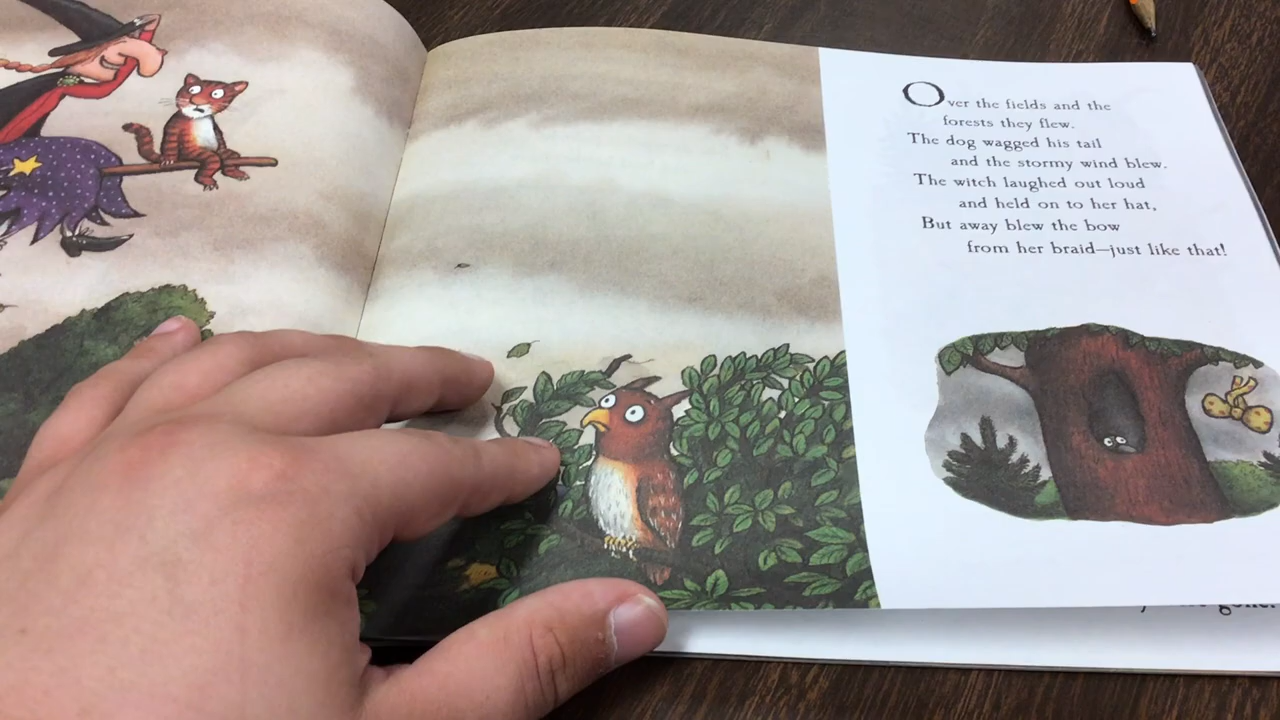 Over the fields and the
forests they flew.
The dog wagged his tail
and the stormy wind blew.
The witch laughed out loud
and held on to her hat,
But away blew the bow
from her braid—just like that!